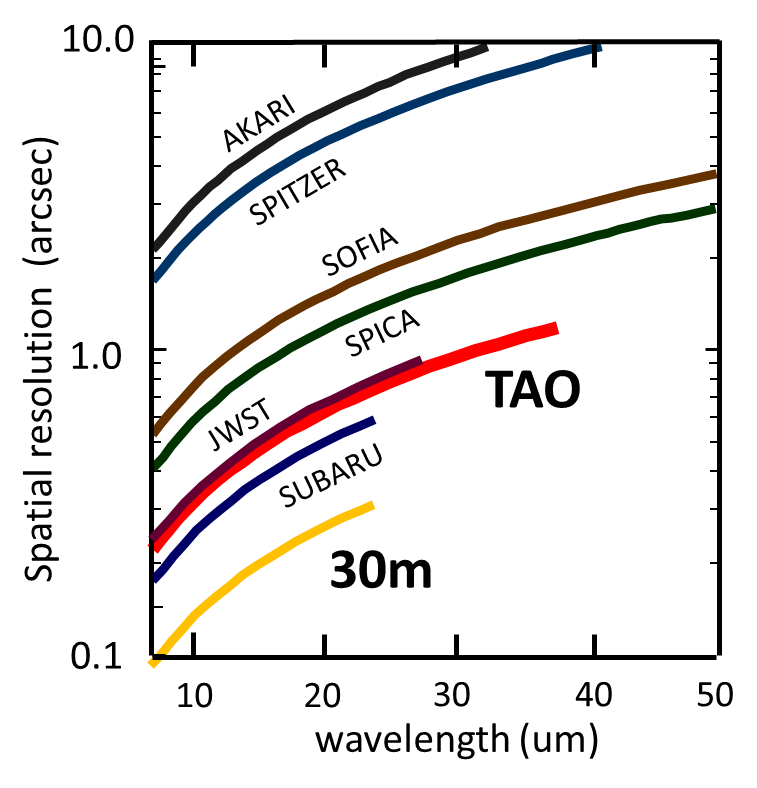 10.0
AKARI
SPITZER
SOFIA
SPICA
1.0
TAO
JWST
SUBARU
30m
0.1
Spatial resolution (arcsec)
10 20 30 40 50
wavelength (um)